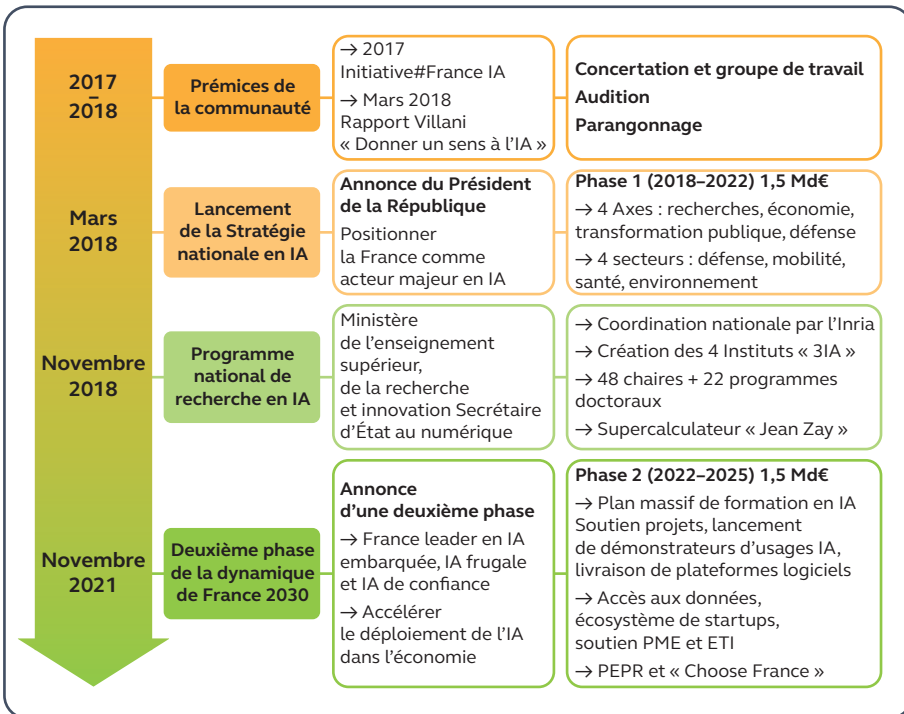 2017
–
2018
Prémices de
la communauté
→ 2017
Initiative#France IA
→ Mars 2018
Rapport Villani
« Donner un sens à l’IA »
Concertation et groupe de travail
Audition
Parangonnage
Mars
2018
Lancement
de la Stratégie
nationale en IA
Annonce du Président
de la République
Positionner
la France comme
acteur majeur en IA
Phase 1 (2018–2022) 1,5 Md€
→ 4 Axes : recherches, économie,
transformation publique, défense
→ 4 secteurs : défense, mobilité,
santé, environnement
Novembre
2018
Programme
national de
recherche en IA
Ministère
de l’enseignement
supérieur,
de la recherche
et innovation Secrétaire
d’État au numérique
→ Coordination nationale par l’Inria
→ Création des 4 Instituts « 3IA »
→ 48 chaires + 22 programmes
doctoraux
→ Supercalculateur « Jean Zay »
Novembre
2021
Deuxième phase
de la dynamique
de France 2030
Annonce
d’une deuxième phase
→ France leader en IA
embarquée, IA frugale
et IA de confiance
→ Accélérer
le déploiement de l’IA
dans l’économie
Phase 2 (2022–2025) 1,5 Md€
→ Plan massif de formation en IA
Soutien projets, lancement
de démonstrateurs d’usages IA,
livraison de plateformes logiciels
→ Accès aux données,
écosystème de startups,
soutien PME et ETI
→ PEPR et « Choose France »